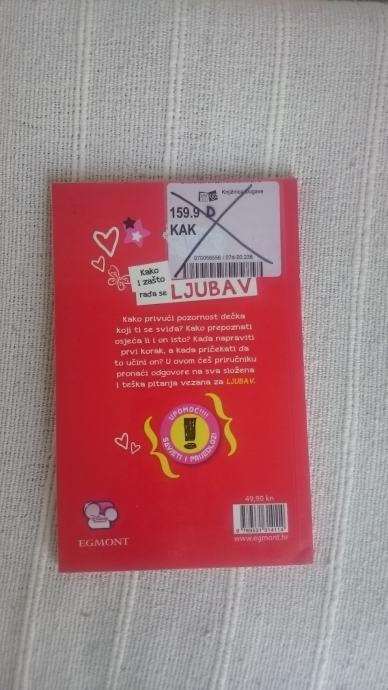 Knjižnica Dugave
159.9 D
KAK
Kako
i zašto
rađa se
LJUBAV
Kako privući pozornost dečka
koji ti se sviđa? Kako prepoznati
osjeća li i on isto? Kada napraviti
prvi korak, a kada pričekati da
to učini on? U ovom ćeš priručniku
pronaći odgovore na sva složena
i teška pitanja vezana za LJUBAV.
UPOMOĆ!!!
!
SAVJETI I PRIJEDLOZI
49,90 kn
EGMONT
www.egmont.hr